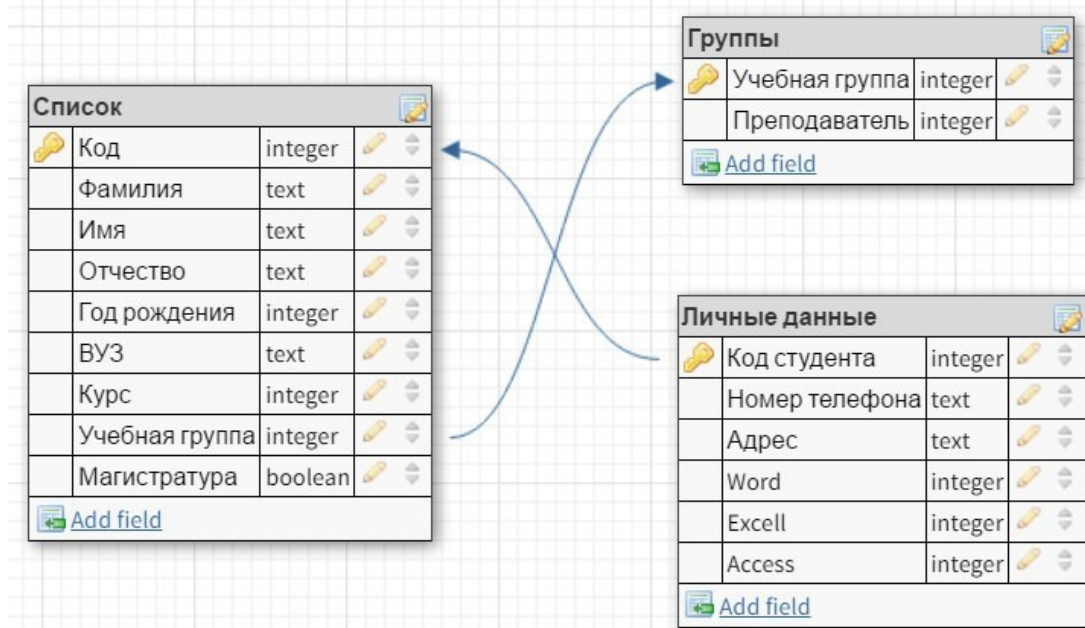 Список
Код integer
Фамилия text
Имя text
Отчество text
Год рождения integer
ВУЗ text
Курс integer
Учебная группа integer
Магистратура boolean
Add field
Группы
Учебная группа integer
Преподаватель integer
Add field
Личные данные
Код студента integer
Номер телефона text
Адрес text
Word integer
Excell integer
Access integer
Add field